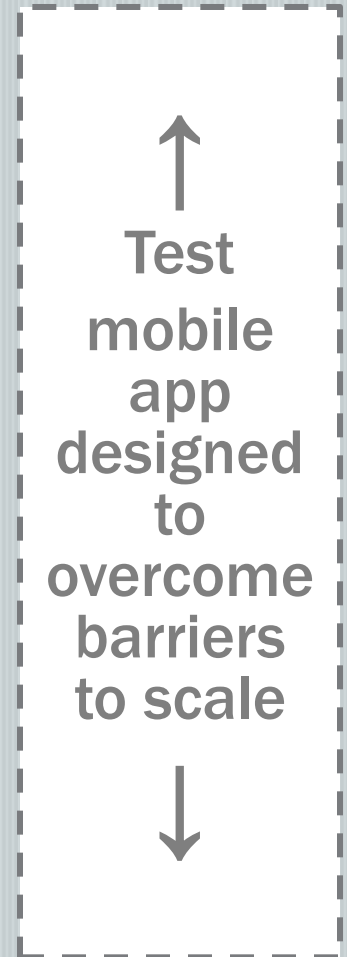 ↑
Test
mobile
app
designed
to
overcome
barriers
to scale
↓